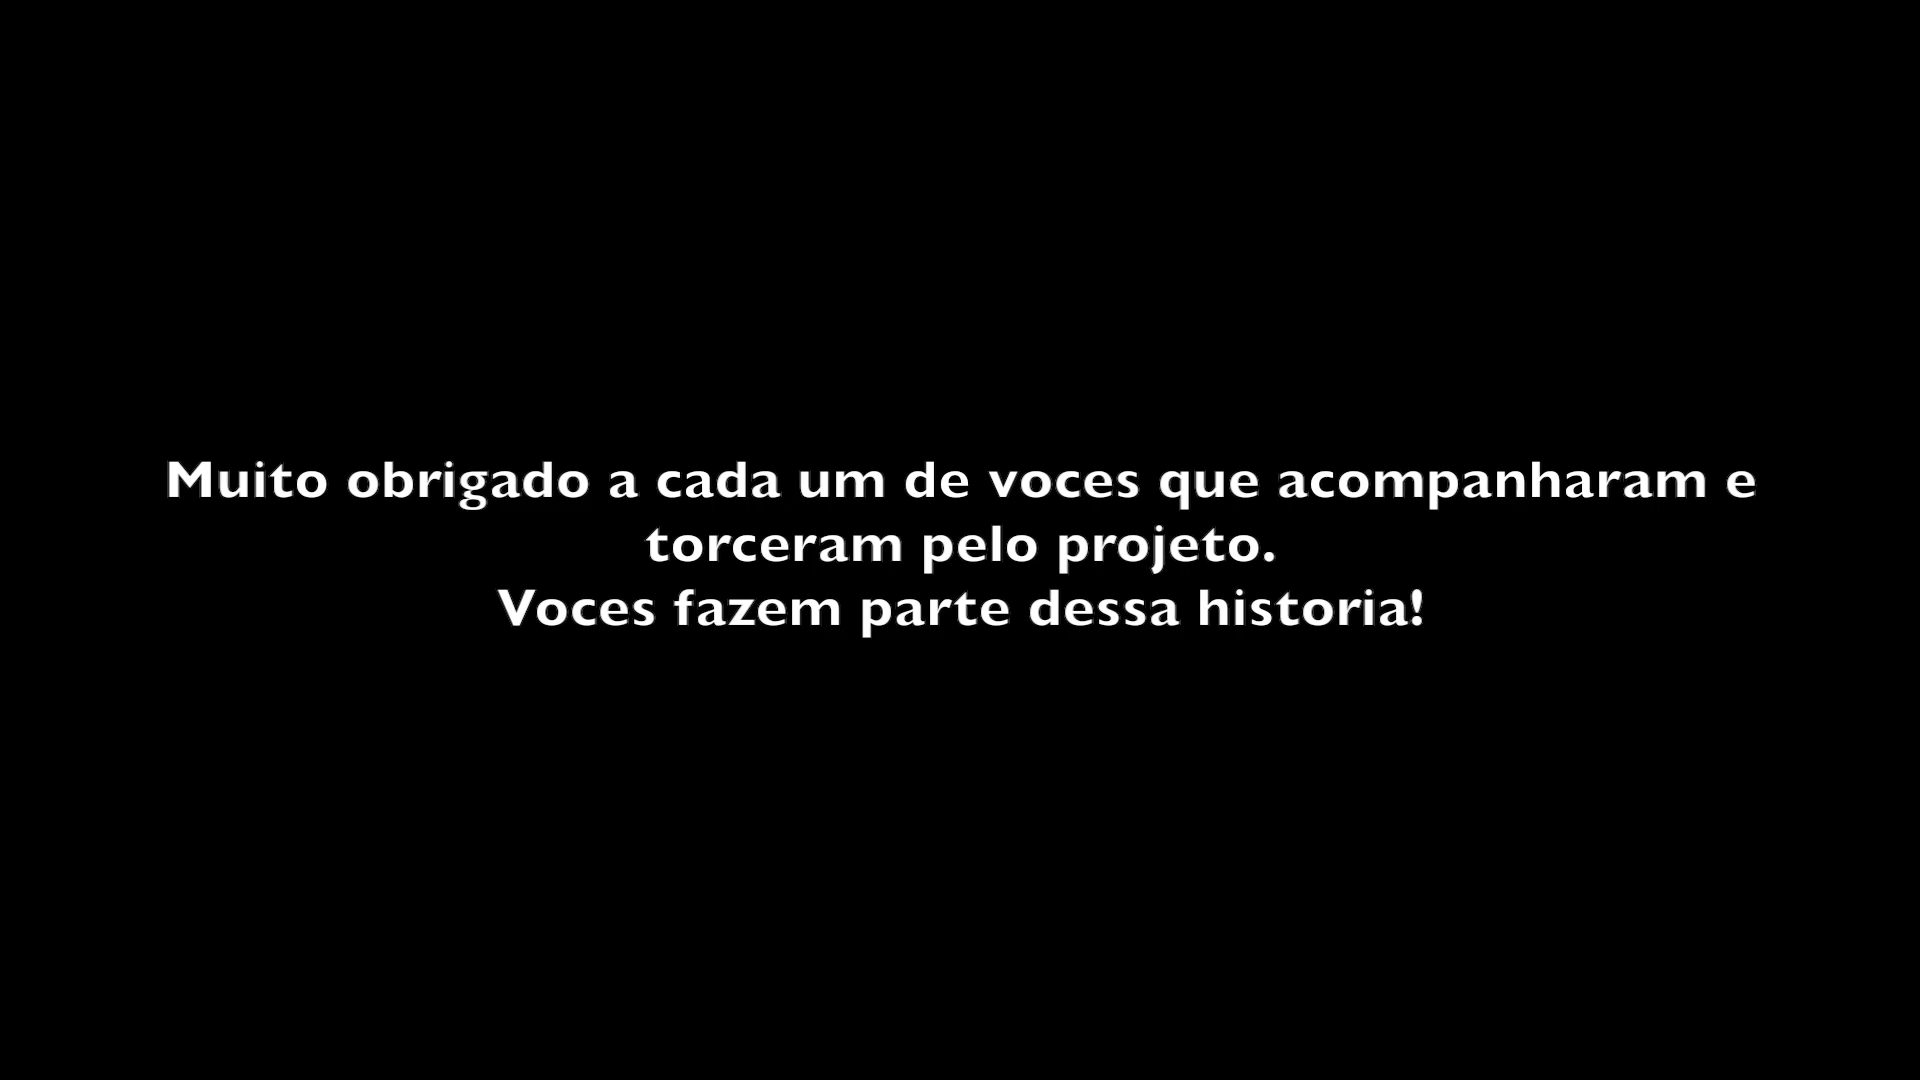 Muito obrigado a cada um de voces que acompanharam e
torceram pelo projeto.
Voces fazem parte dessa historia!